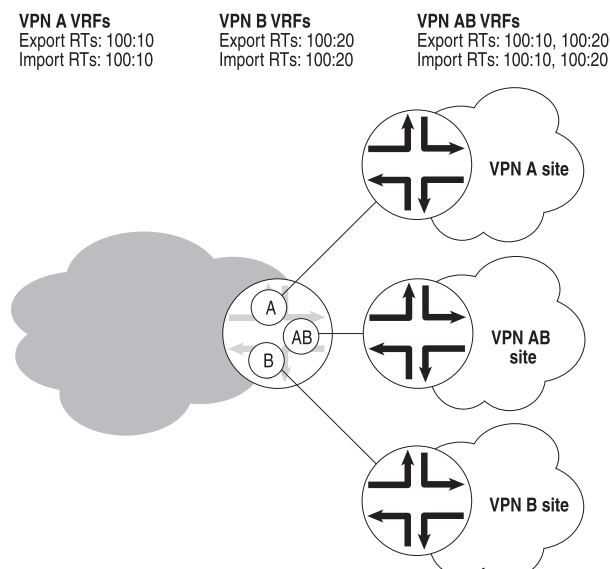 VPN A VRFs
Export RTs: 100:10
Import RTs: 100:10
VPN B VRFs
Export RTs: 100:20
Import RTs: 100:20
VPN AB VRFs
Export RTs: 100:10, 100:20
Import RTs: 100:10, 100:20
VPN A site
A
AB
B
VPN AB
site
VPN B site